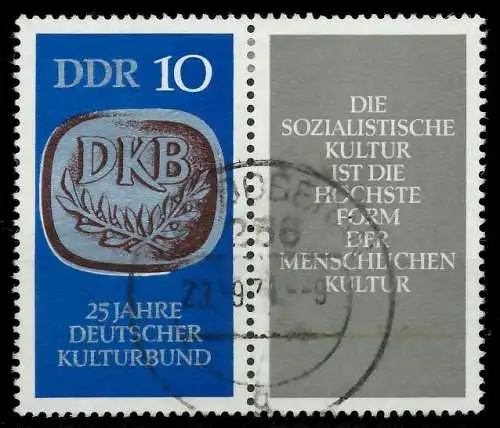 DDR 10
DKB
25 JAHRE
DEUTSCHER
KULTURBUND
DIE
SOZIALISTISCHE
KULTUR
IST DIE
HÖCHSTE
FORM
DER
MENSCHLICHEN
KULTUR